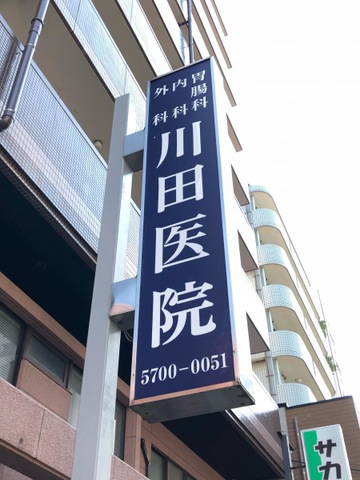 胃腸科
内科
外科
川田医院
5700-0051
サカ